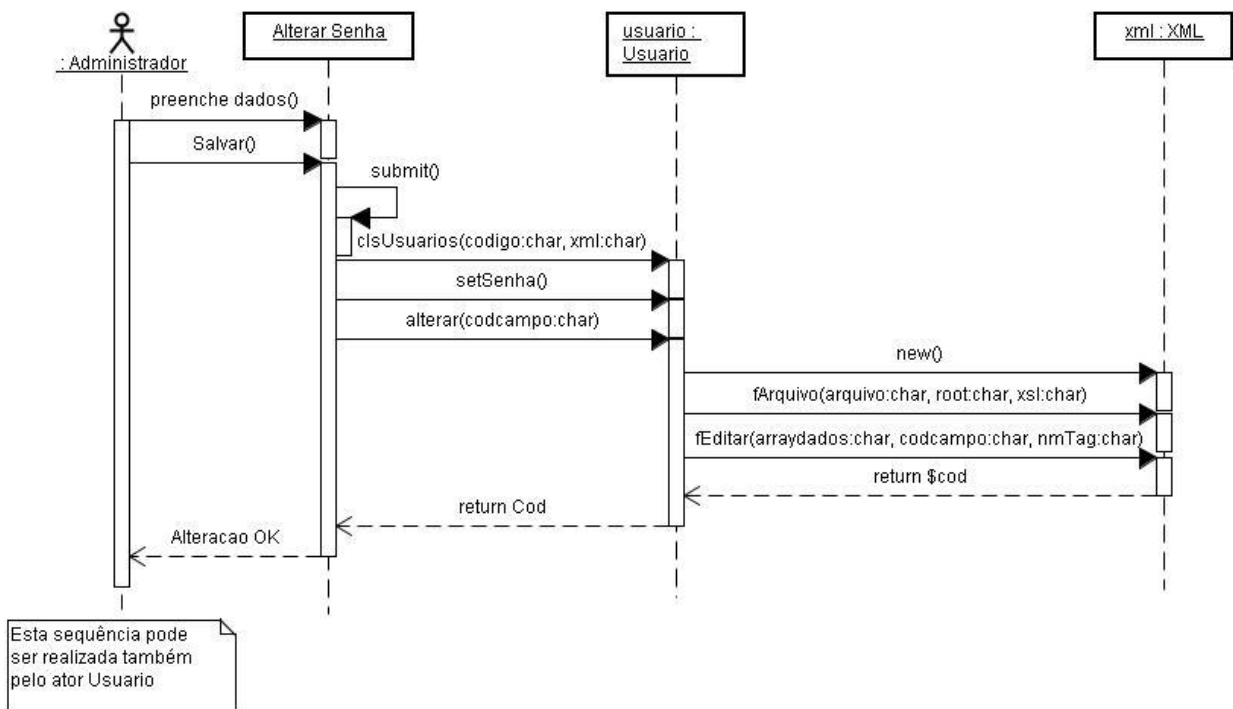 : Administrador
Alterar Senha
usuario :
Usuario
xml : XML
preenche dados()
Salvar()
submit()
clsUsuarios(codigo:char, xml:char)
setSenha()
alterar(codcampo:char)
new()
fArquivo(arquivo:char, root:char, xsl:char)
fEditar(arraydados:char, codcampo:char, nmTag:char)
return $cod
return Cod
Alteracao OK
Esta sequência pode
ser realizada também
pelo ator Usuario